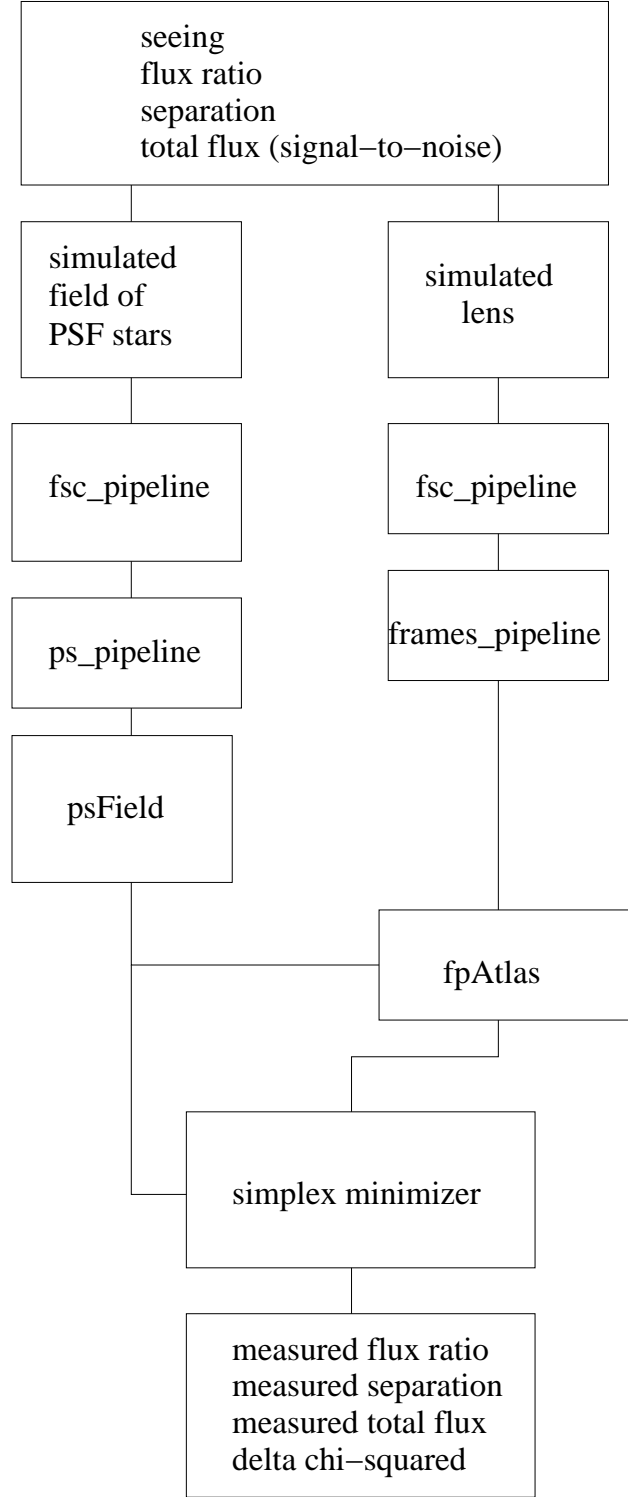 seeing
flux ratio
separation
total flux (signal−to−noise)
simulated
field of
PSF stars
simulated
lens
fsc_pipeline
fsc_pipeline
ps_pipeline
frames_pipeline
psField
fpAtlas
simplex minimizer
measured flux ratio
measured separation
measured total flux
delta chi−squared